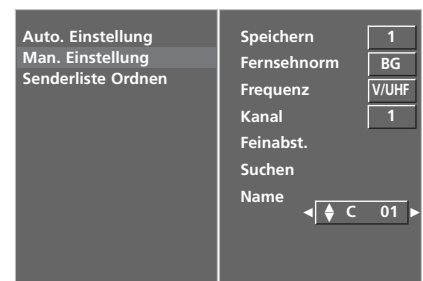 Auto. Einstellung
Man. Einstellung
Senderliste Ordnen
Speichern 1
Fernsehnorm BG
Frequenz V/UHF
Kanal 1
Feinabst.
Suchen
Name
C 01